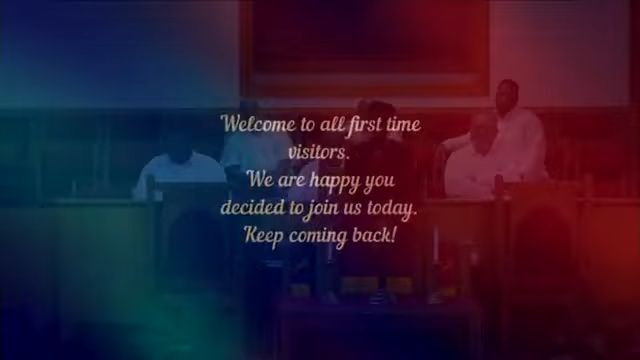 Welcome to all first time
visitors.
We are happy you
decided to join us today.
Keep coming back!